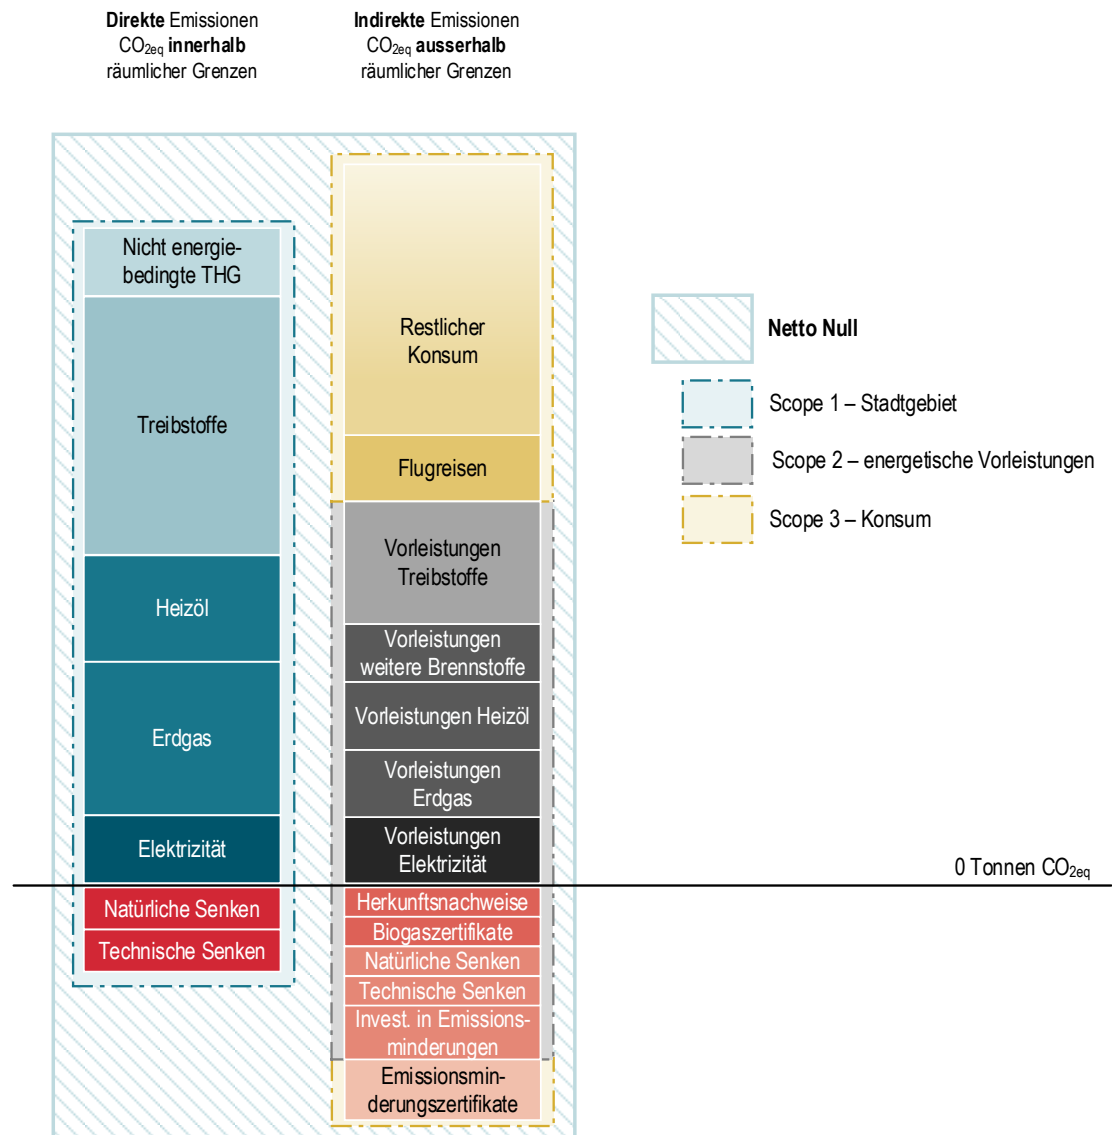 Direkte Emissionen
CO2eq innerhalb
räumlicher Grenzen
Indirekte Emissionen
CO2eq ausserhalb
räumlicher Grenzen
Nicht energie-
bedingte THG
Treibstoffe
Heizöl
Erdgas
Elektrizität
Natürliche Senken
Technische Senken
Restlicher
Konsum
Flugreisen
Vorleistungen
Treibstoffe
Vorleistungen
weitere Brennstoffe
Vorleistungen Heizöl
Vorleistungen
Erdgas
Vorleistungen
Elektrizität
Herkunftsnachweise
Biogaszertifikate
Natürliche Senken
Technische Senken
Invest. in Emissions-
minderungen
Emissionsmin-
derungszertifikate
Netto Null
Scope 1 – Stadtgebiet
Scope 2 – energetische Vorleistungen
Scope 3 – Konsum
0 Tonnen CO2eq